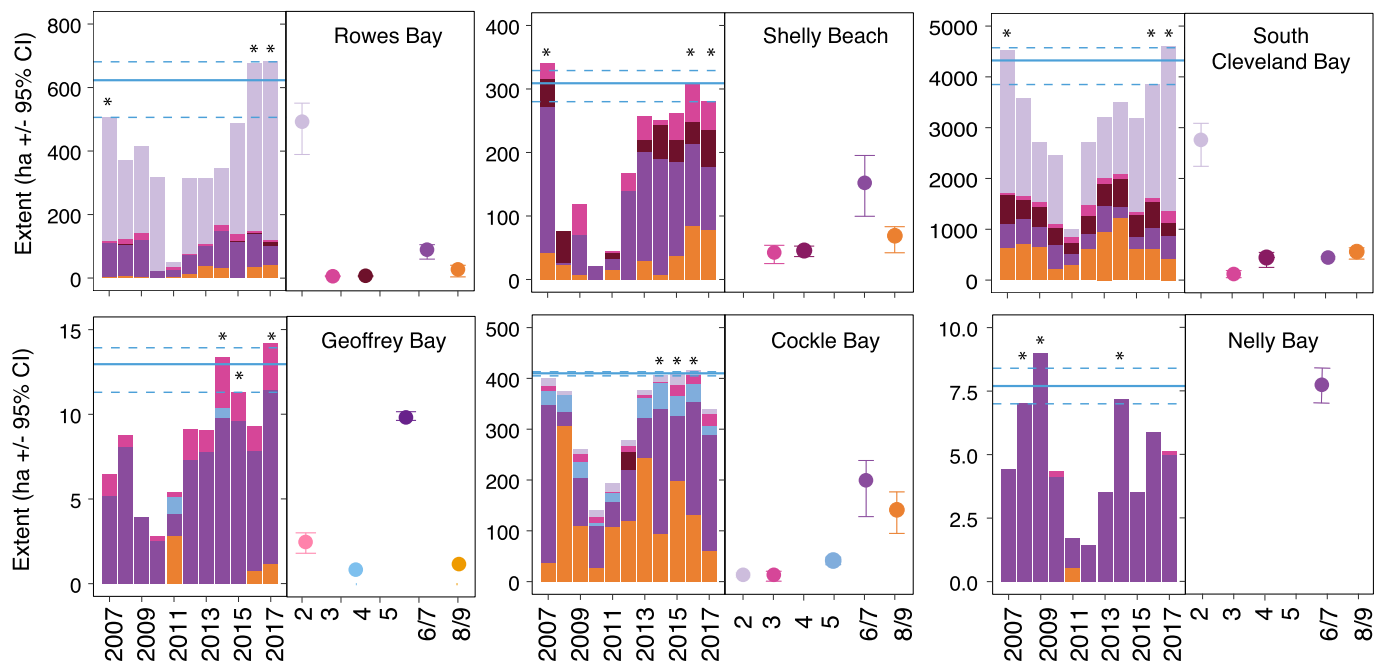 Extent (ha +/- 95% CI)
800
600
400
200
0
* * *
Rowes Bay
400
300
200
100
0
* * *
Shelly Beach
5000
4000
3000
2000
1000
0
* * *
South
Cleveland Bay
Extent (ha +/- 95% CI)
15
10
5
0
* * *
Geoffrey Bay
2007 2009 2011 2013 2015 2017 2 3 4 5 6/7 8/9
500
400
300
200
100
0
* * *
Cockle Bay
2007 2009 2011 2013 2015 2017 2 3 4 5 6/7 8/9
10.0
7.5
5.0
2.5
0.0
* * *
Nelly Bay
2007 2009 2011 2013 2015 2017 2 3 4 5 6/7 8/9